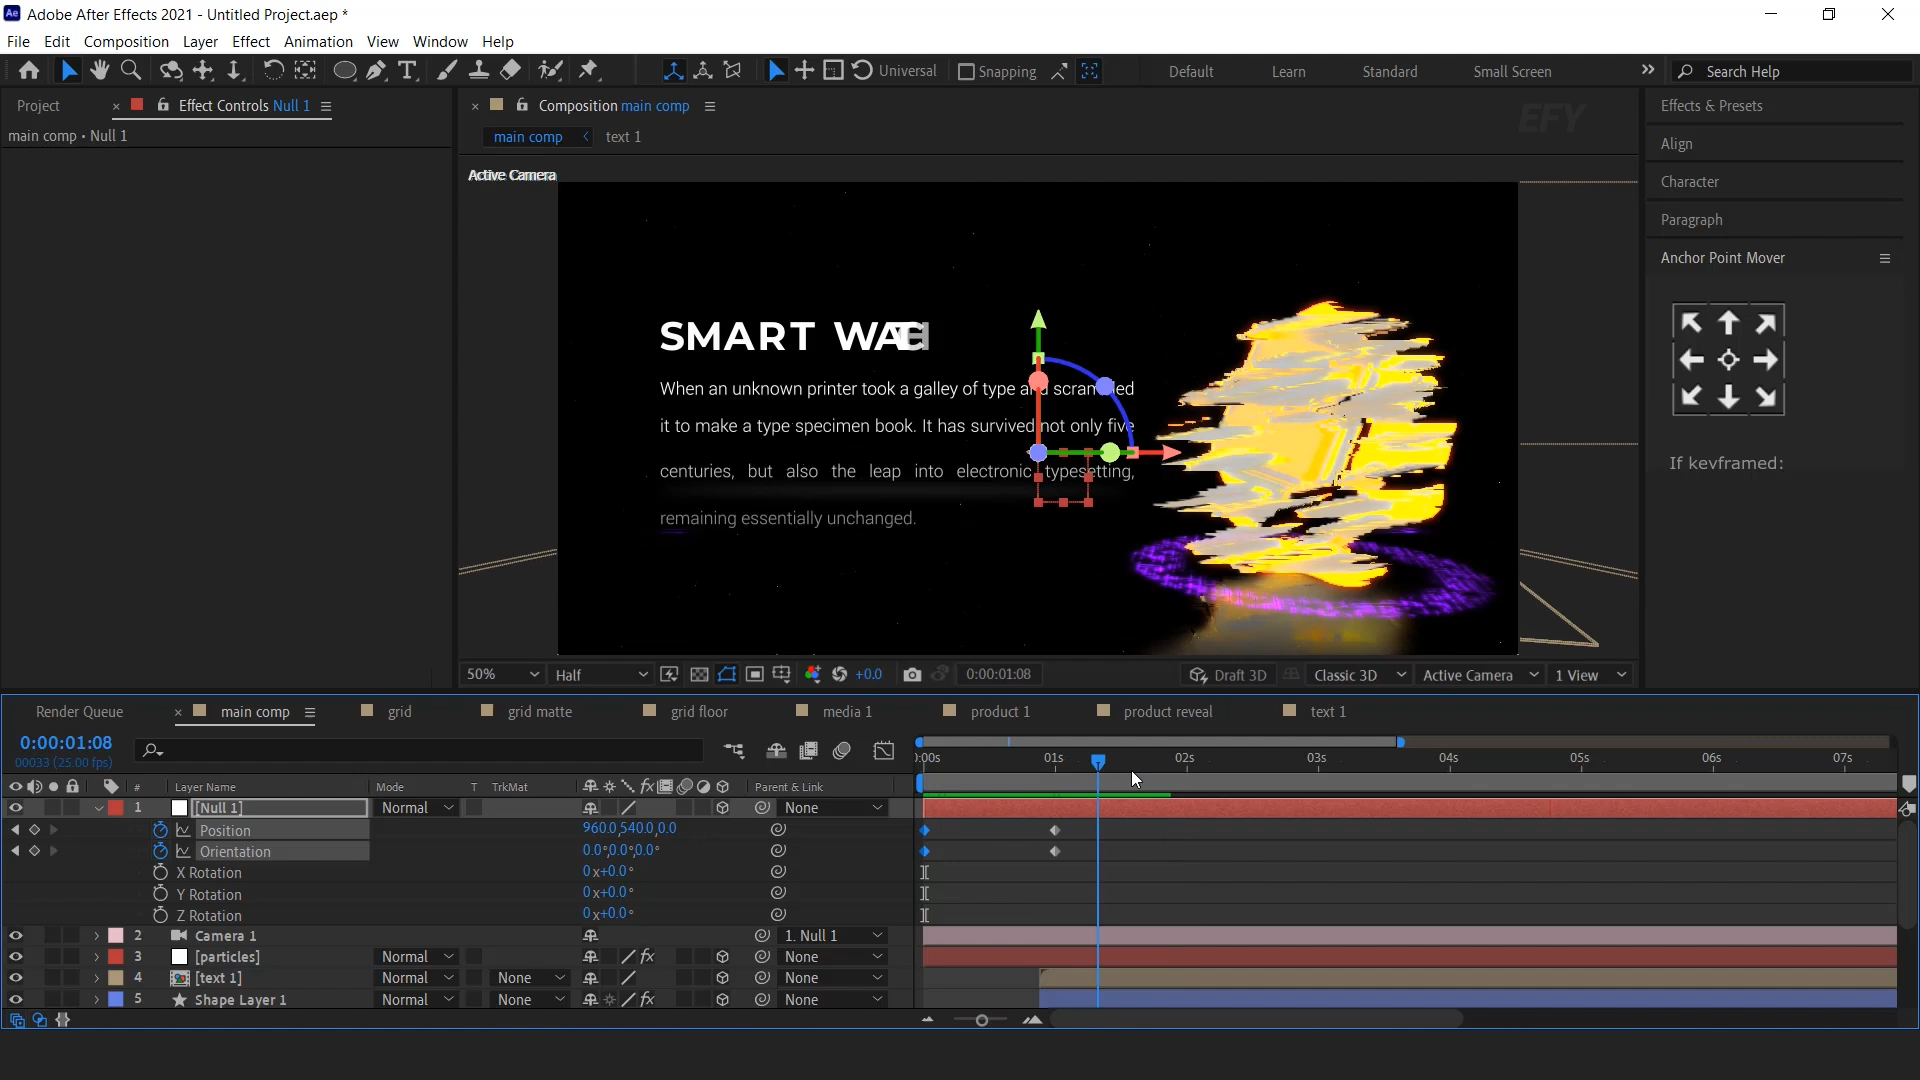 Adobe After Effects 2021 - Untitled Project.aep *
File Edit Composition Layer Effect Animation View Window Help
Universal Snapping Default Learn Standard Small Screen Search Help
Project Effect Controls Null 1
main comp • Null 1
Composition main comp
main comp text 1
EFY
Active Camera
SMART WATCH
When an unknown printer took a galley of type and scrambled
it to make a type specimen book. It has survived not only five
centuries, but also the leap into electronic typesetting,
remaining essentially unchanged.
Effects & Presets
Align
Character
Paragraph
Anchor Point Mover
If keyframed:
50% Half +0.0 0:00:01:08 Draft 3D Classic 3D Active Camera 1 View
Render Queue main comp grid grid matte grid floor media 1 product 1 product reveal text 1
0:00:01:08
00033 (25.00 fps)
):00s 01s 02s 03s 04s 05s 06s 07s
# Layer Name Mode T TrkMat fx Parent & Link
1 [Null 1] Normal None
Position 960.0,540.0,0.0
Orientation 0.0°,0.0°,0.0°
X Rotation 0x+0.0°
Y Rotation 0x+0.0°
Z Rotation 0x+0.0°
2 Camera 1 1. Null 1
3 [particles] Normal fx None
4 [text 1] Normal None None
5 Shape Layer 1 Normal None fx None